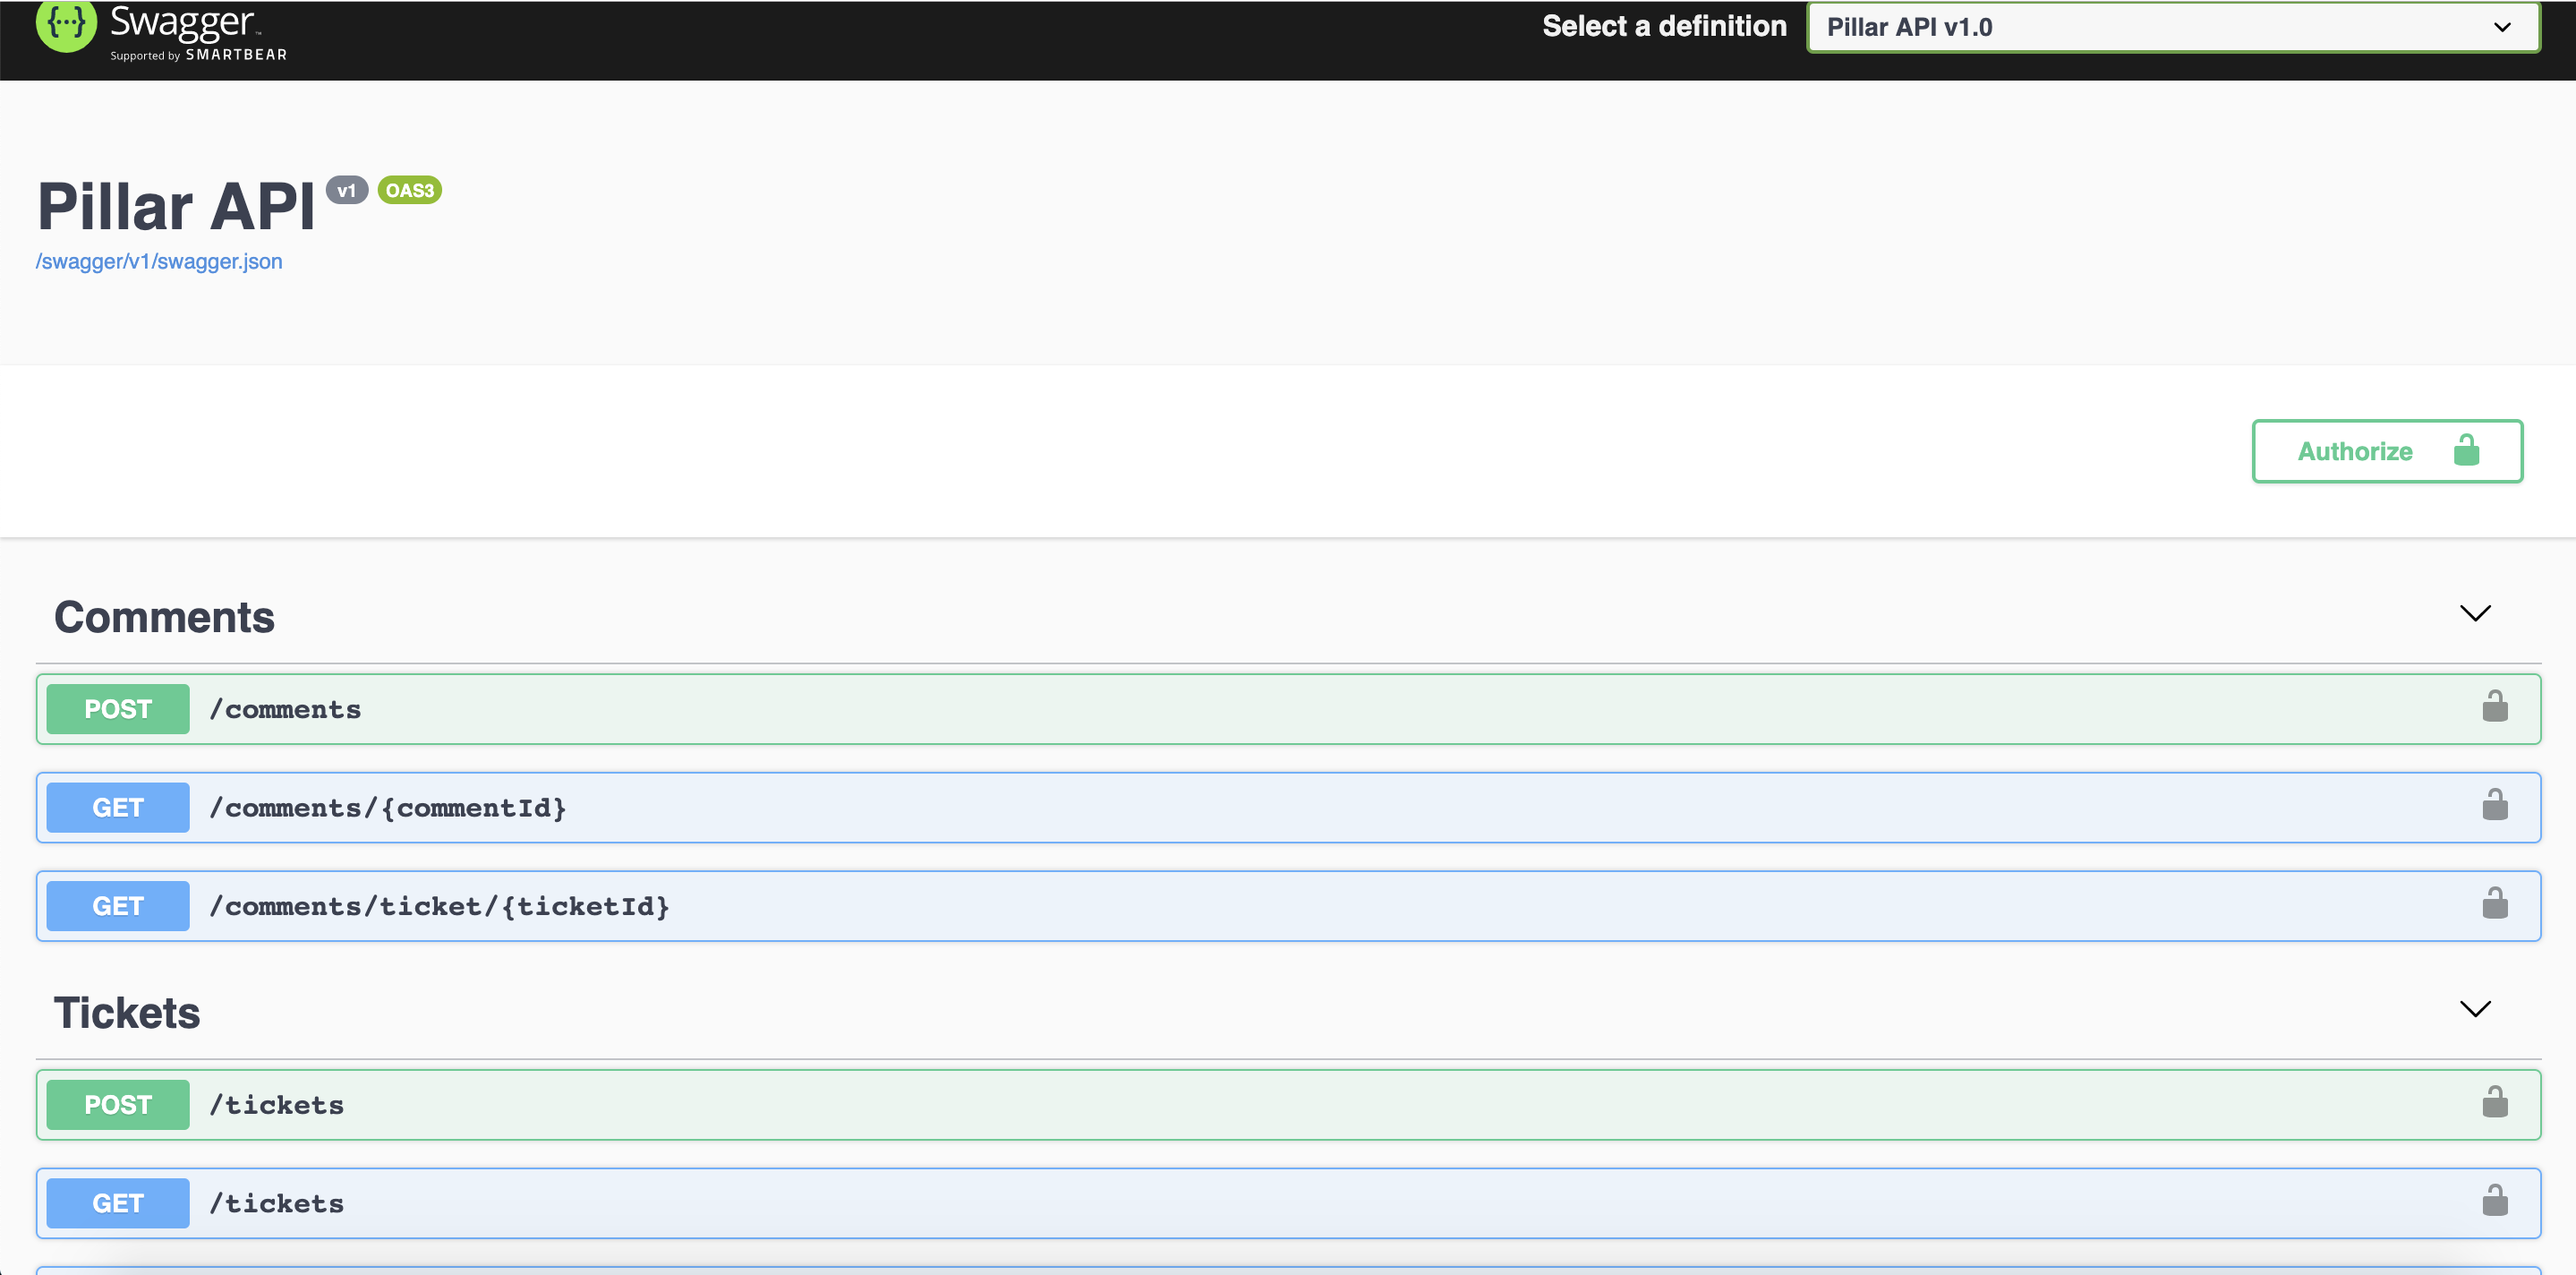 {···} Swagger™
Supported by SMARTBEAR
Select a definition
Pillar API v1.0
Pillar API v1 OAS3
/swagger/v1/swagger.json
Authorize
Comments
POST /comments
GET /comments/{commentId}
GET /comments/ticket/{ticketId}
Tickets
POST /tickets
GET /tickets